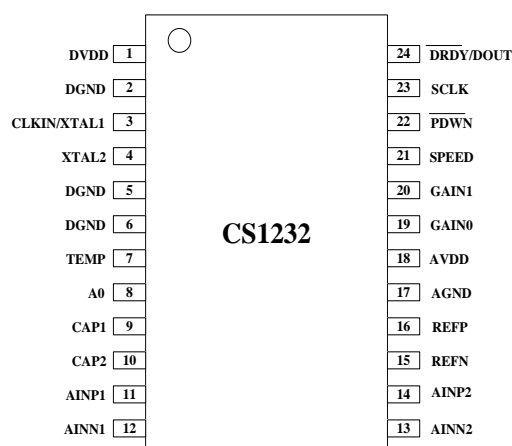 DVDD 1 24 DRDY/DOUT
DGND 2 23 SCLK
CLKIN/XTAL1 3 22 PDWN
XTAL2 4 21 SPEED
DGND 5 20 GAIN1
DGND 6 19 GAIN0
CS1232
TEMP 7 18 AVDD
A0 8 17 AGND
CAP1 9 16 REFP
CAP2 10 15 REFN
AINP1 11 14 AINP2
AINN1 12 13 AINN2